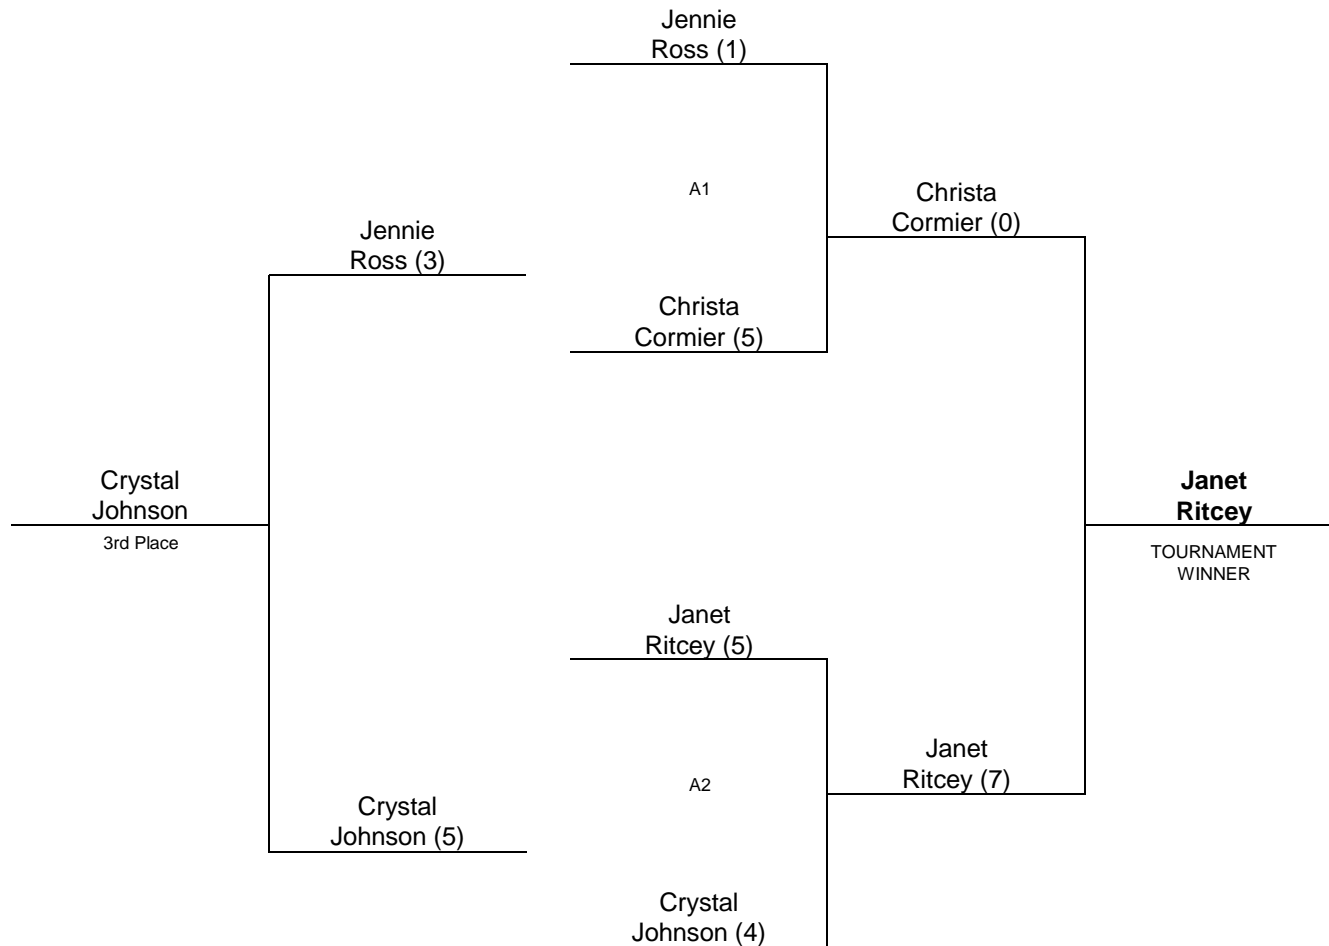 Jennie
Ross (1)
A1
Christa
Cormier (0)
Jennie
Ross (3)
Christa
Cormier (5)
Crystal
Johnson
3rd Place
Janet
Ritcey
TOURNAMENT
WINNER
Janet
Ritcey (5)
Janet
Ritcey (7)
A2
Crystal
Johnson (5)
Crystal
Johnson (4)